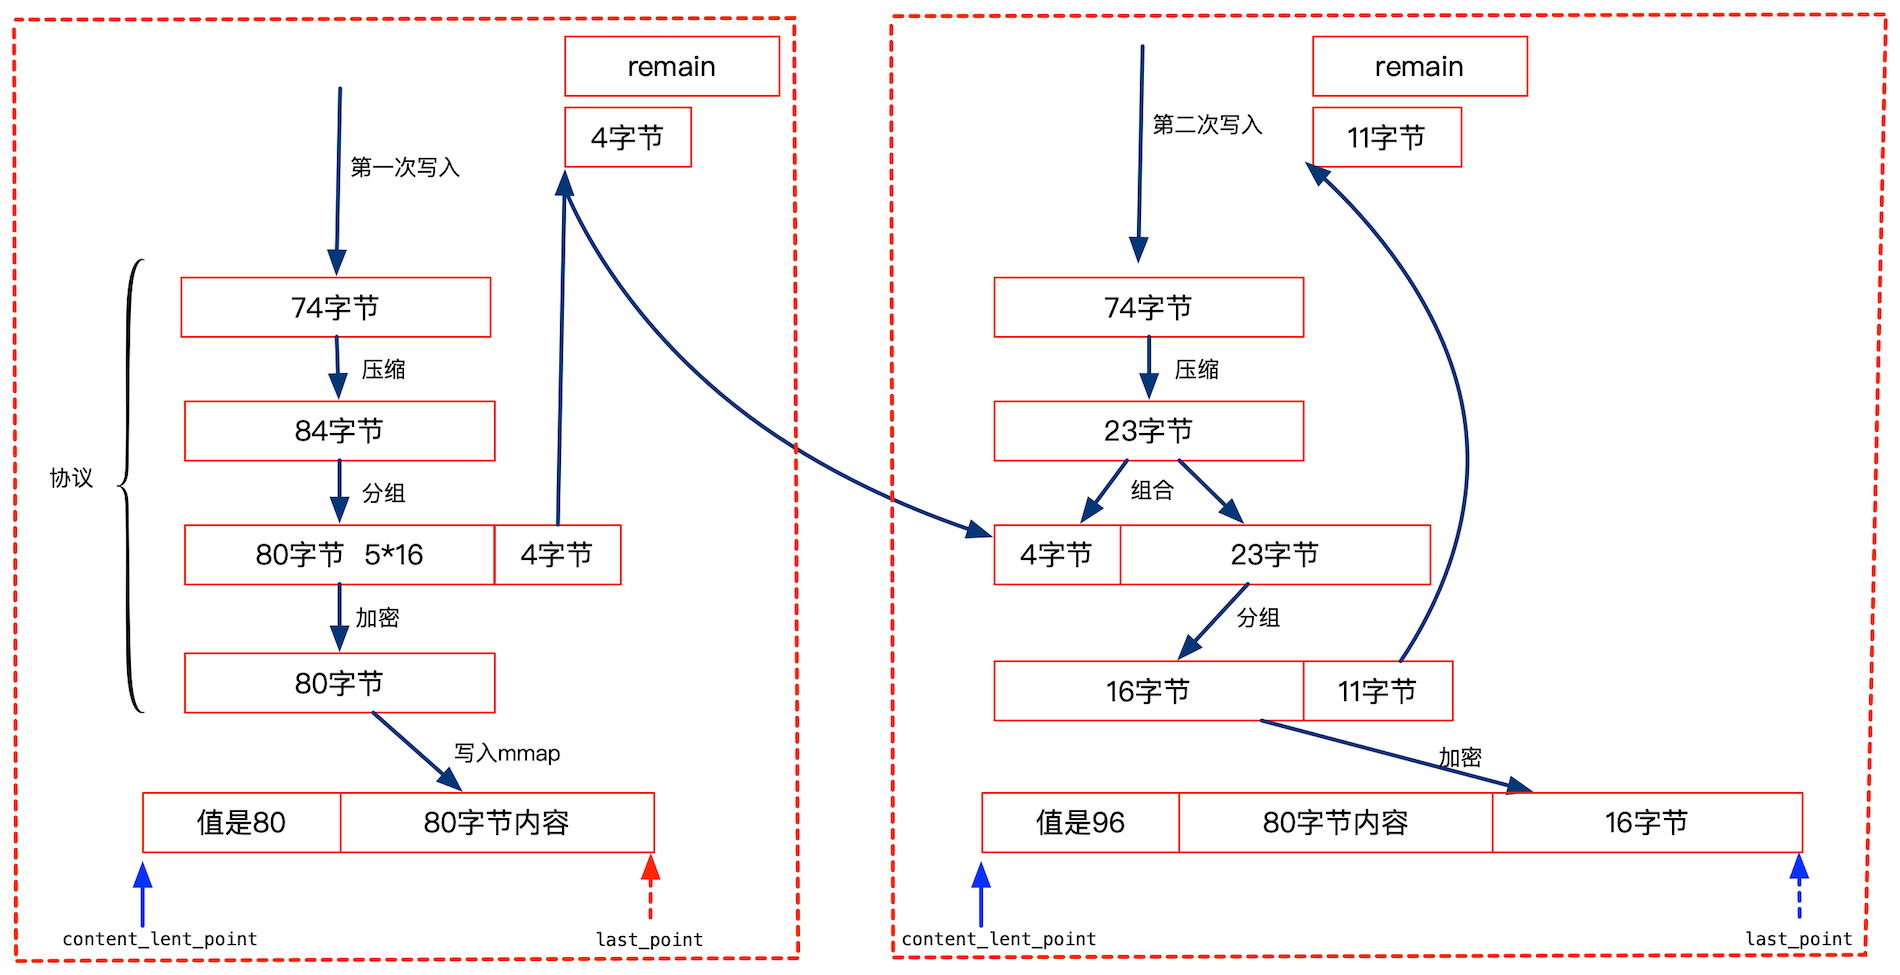 remain
4字节
第一次写入
74字节
压缩
84字节
分组
协议
80字节 5*16
4字节
加密
80字节
写入mmap
值是80
80字节内容
content_lent_point
last_point
remain
11字节
第二次写入
74字节
压缩
23字节
组合
4字节
23字节
分组
16字节
11字节
加密
值是96
80字节内容
16字节
content_lent_point
last_point